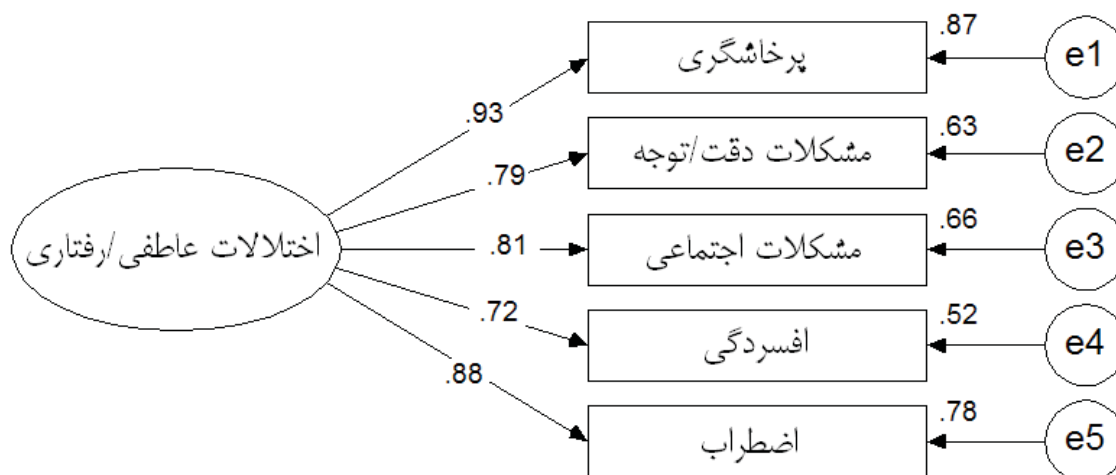 .87
پرخاشگری
e1
.93
.63
مشکلات دقت/توجه
e2
.79
اختلالات عاطفی/رفتاری
.66
مشکلات اجتماعی
e3
.81
.52
افسردگی
e4
.72
.78
اضطراب
e5
.88